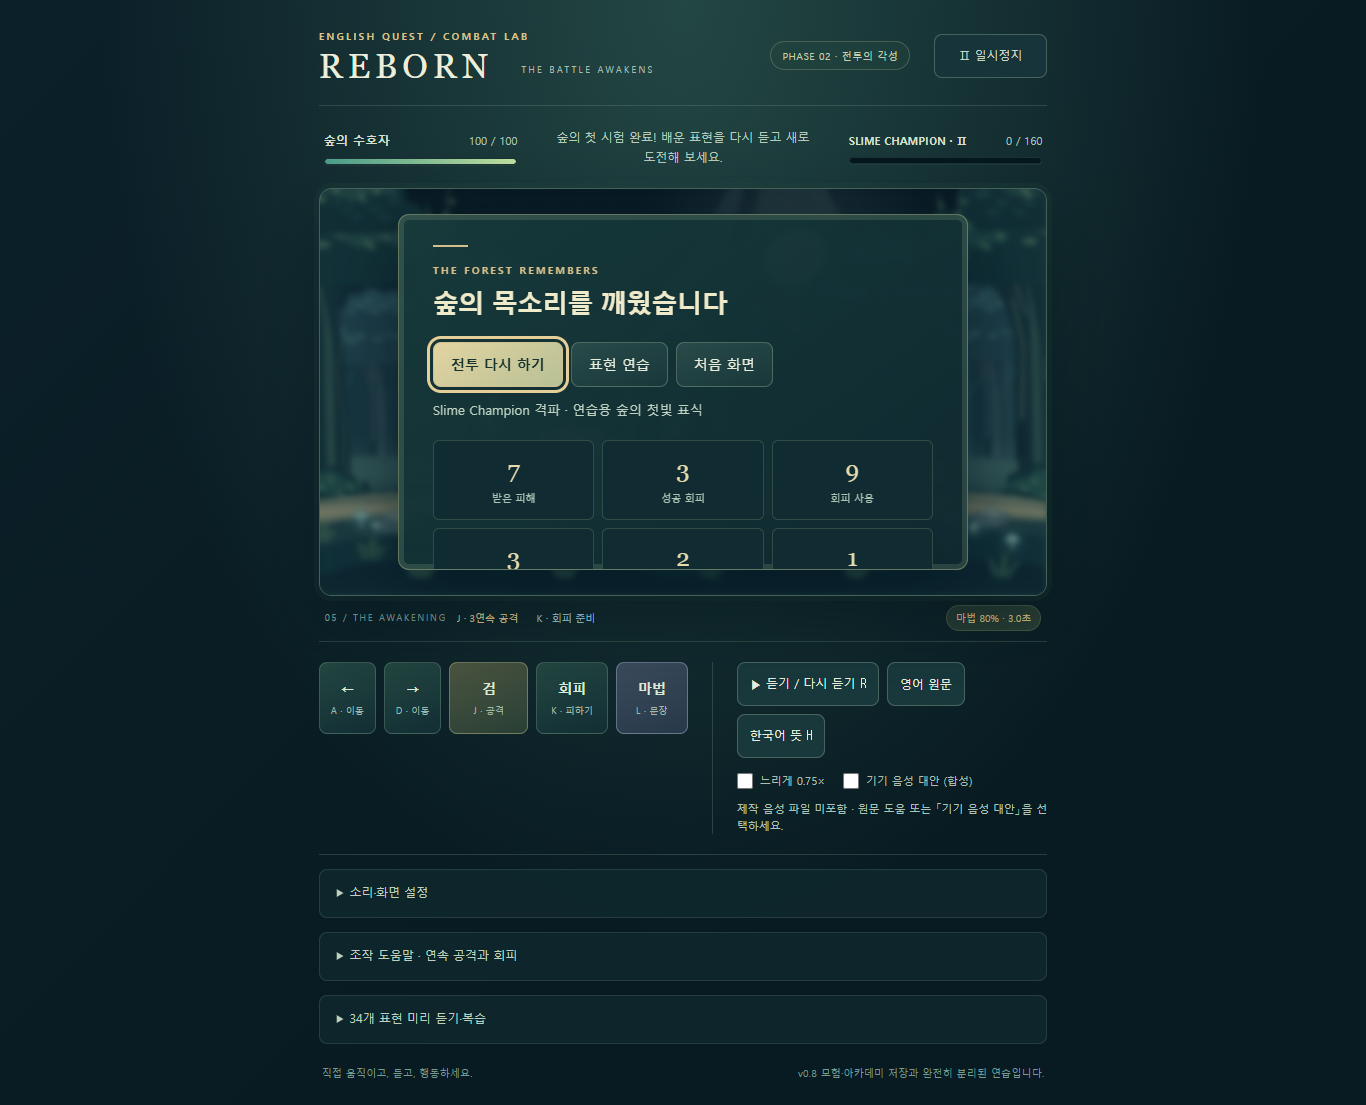 ENGLISH QUEST / COMBAT LAB
REBORN
THE BATTLE AWAKENS
PHASE 02 · 전투의 각성
Ⅱ 일시정지
숲의 수호자
100 / 100
숲의 첫 시험 완료! 배운 표현을 다시 듣고 새로
도전해 보세요.
SLIME CHAMPION · Ⅱ
0 / 160
THE FOREST REMEMBERS
숲의 목소리를 깨웠습니다
전투 다시 하기
표현 연습
처음 화면
Slime Champion 격파 · 연습용 숲의 첫빛 표식
7
받은 피해
3
성공 회피
9
회피 사용
3
2
1
05 / THE AWAKENING
J · 3연속 공격
K · 회피 준비
마법 80% · 3.0초
←
A · 이동
→
D · 이동
검
J · 공격
회피
K · 피하기
마법
L · 문장
▶ 듣기 / 다시 듣기 R
영어 원문
한국어 뜻 H
느리게 0.75×
기기 음성 대안 (합성)
제작 음성 파일 미포함 · 원문 도움 또는 「기기 음성 대안」을 선
택하세요.
▶ 소리·화면 설정
▶ 조작 도움말 · 연속 공격과 회피
▶ 34개 표현 미리 듣기·복습
직접 움직이고, 듣고, 행동하세요.
v0.8 모험·아카데미 저장과 완전히 분리된 연습입니다.